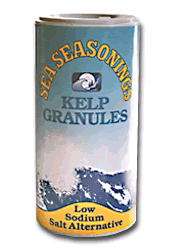 SEA SEASONINGS
KELP
GRANULES
Low
Sodium
Salt Alternative